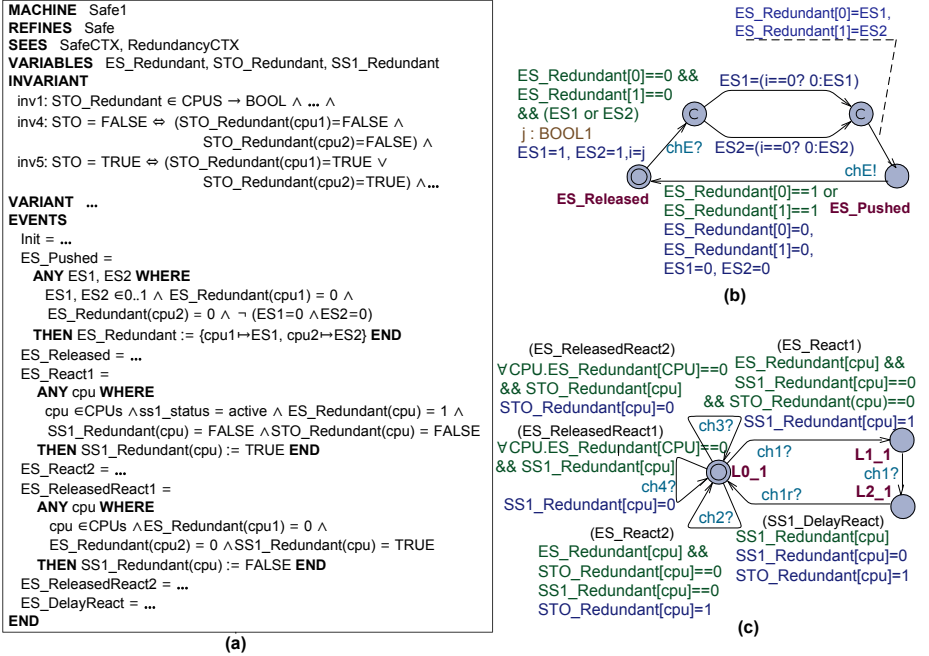 MACHINE Safe1
REFINES Safe
SEES SafeCTX, RedundancyCTX
VARIABLES ES_Redundant, STO_Redundant, SS1_Redundant
INVARIANT
inv1: STO_Redundant ∈ CPUS → BOOL ∧ ... ∧
inv4: STO = FALSE ⇔ (STO_Redundant(cpu1)=FALSE ∧
STO_Redundant(cpu2)=FALSE) ∧
inv5: STO = TRUE ⇔ (STO_Redundant(cpu1)=TRUE ∨
STO_Redundant(cpu2)=TRUE) ∧...
VARIANT ...
EVENTS
Init = ...
ES_Pushed =
ANY ES1, ES2 WHERE
ES1, ES2 ∈0..1 ∧ ES_Redundant(cpu1) = 0 ∧
ES_Redundant(cpu2) = 0 ∧ ¬ (ES1=0 ∧ES2=0)
THEN ES_Redundant := {cpu1↦ES1, cpu2↦ES2} END
ES_Released = ...
ES_React1 =
ANY cpu WHERE
cpu ∈CPUs ∧ss1_status = active ∧ ES_Redundant(cpu) = 1 ∧
SS1_Redundant(cpu) = FALSE ∧STO_Redundant(cpu) = FALSE
THEN SS1_Redundant(cpu) := TRUE END
ES_React2 = ...
ES_ReleasedReact1 =
ANY cpu WHERE
cpu ∈CPUs ∧ES_Redundant(cpu1) = 0 ∧
ES_Redundant(cpu2) = 0 ∧SS1_Redundant(cpu) = TRUE
THEN SS1_Redundant(cpu) := FALSE END
ES_ReleasedReact2 = ...
ES_DelayReact = ...
END
(a)
ES_Redundant[0]=ES1,
ES_Redundant[1]=ES2
ES_Redundant[0]==0 &&
ES_Redundant[1]==0
&& (ES1 or ES2)
j : BOOL1
ES1=1, ES2=1,i=j
chE?
C
ES1=(i==0? 0:ES1)
ES2=(i==0? 0:ES2)
C
chE!
ES_Released
ES_Pushed
ES_Redundant[0]==1 or
ES_Redundant[1]==1
ES_Redundant[0]=0,
ES_Redundant[1]=0,
ES1=0, ES2=0
(b)
(ES_ReleasedReact2)
∀CPU.ES_Redundant[CPU]==0
&& STO_Redundant[cpu]
STO_Redundant[cpu]=0
(ES_React1)
ES_Redundant[cpu] &&
SS1_Redundant[cpu]==0
&& STO_Redundant(cpu)==0
SS1_Redundant[cpu]=1
(ES_ReleasedReact1)
∀CPU.ES_Redundant[CPU]==0
&& SS1_Redundant[cpu]
SS1_Redundant[cpu]=0
ch3?
ch4?
ch2?
L0_1
ch1?
L1_1
ch1?
L2_1
ch1r?
(ES_React2)
ES_Redundant[cpu] &&
STO_Redundant[cpu]==0
SS1_Redundant[cpu]==0
STO_Redundant[cpu]=1
(SS1_DelayReact)
SS1_Redundant[cpu]
SS1_Redundant[cpu]=0
STO_Redundant[cpu]=1
(c)